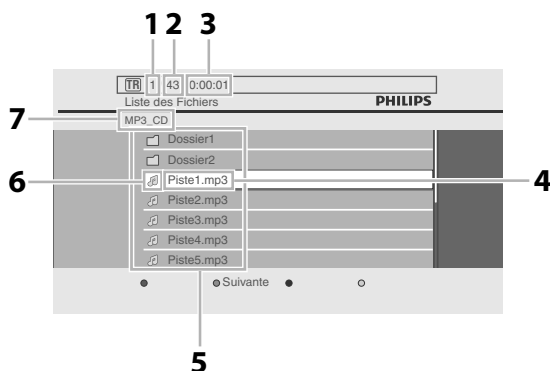 1 2 3
TR 1 43 0:00:01
Liste des Fichiers PHILIPS
7 MP3_CD
Dossier1
Dossier2
6 Piste1.mp3 4
Piste2.mp3
Piste3.mp3
Piste4.mp3
Piste5.mp3
Suivante
5